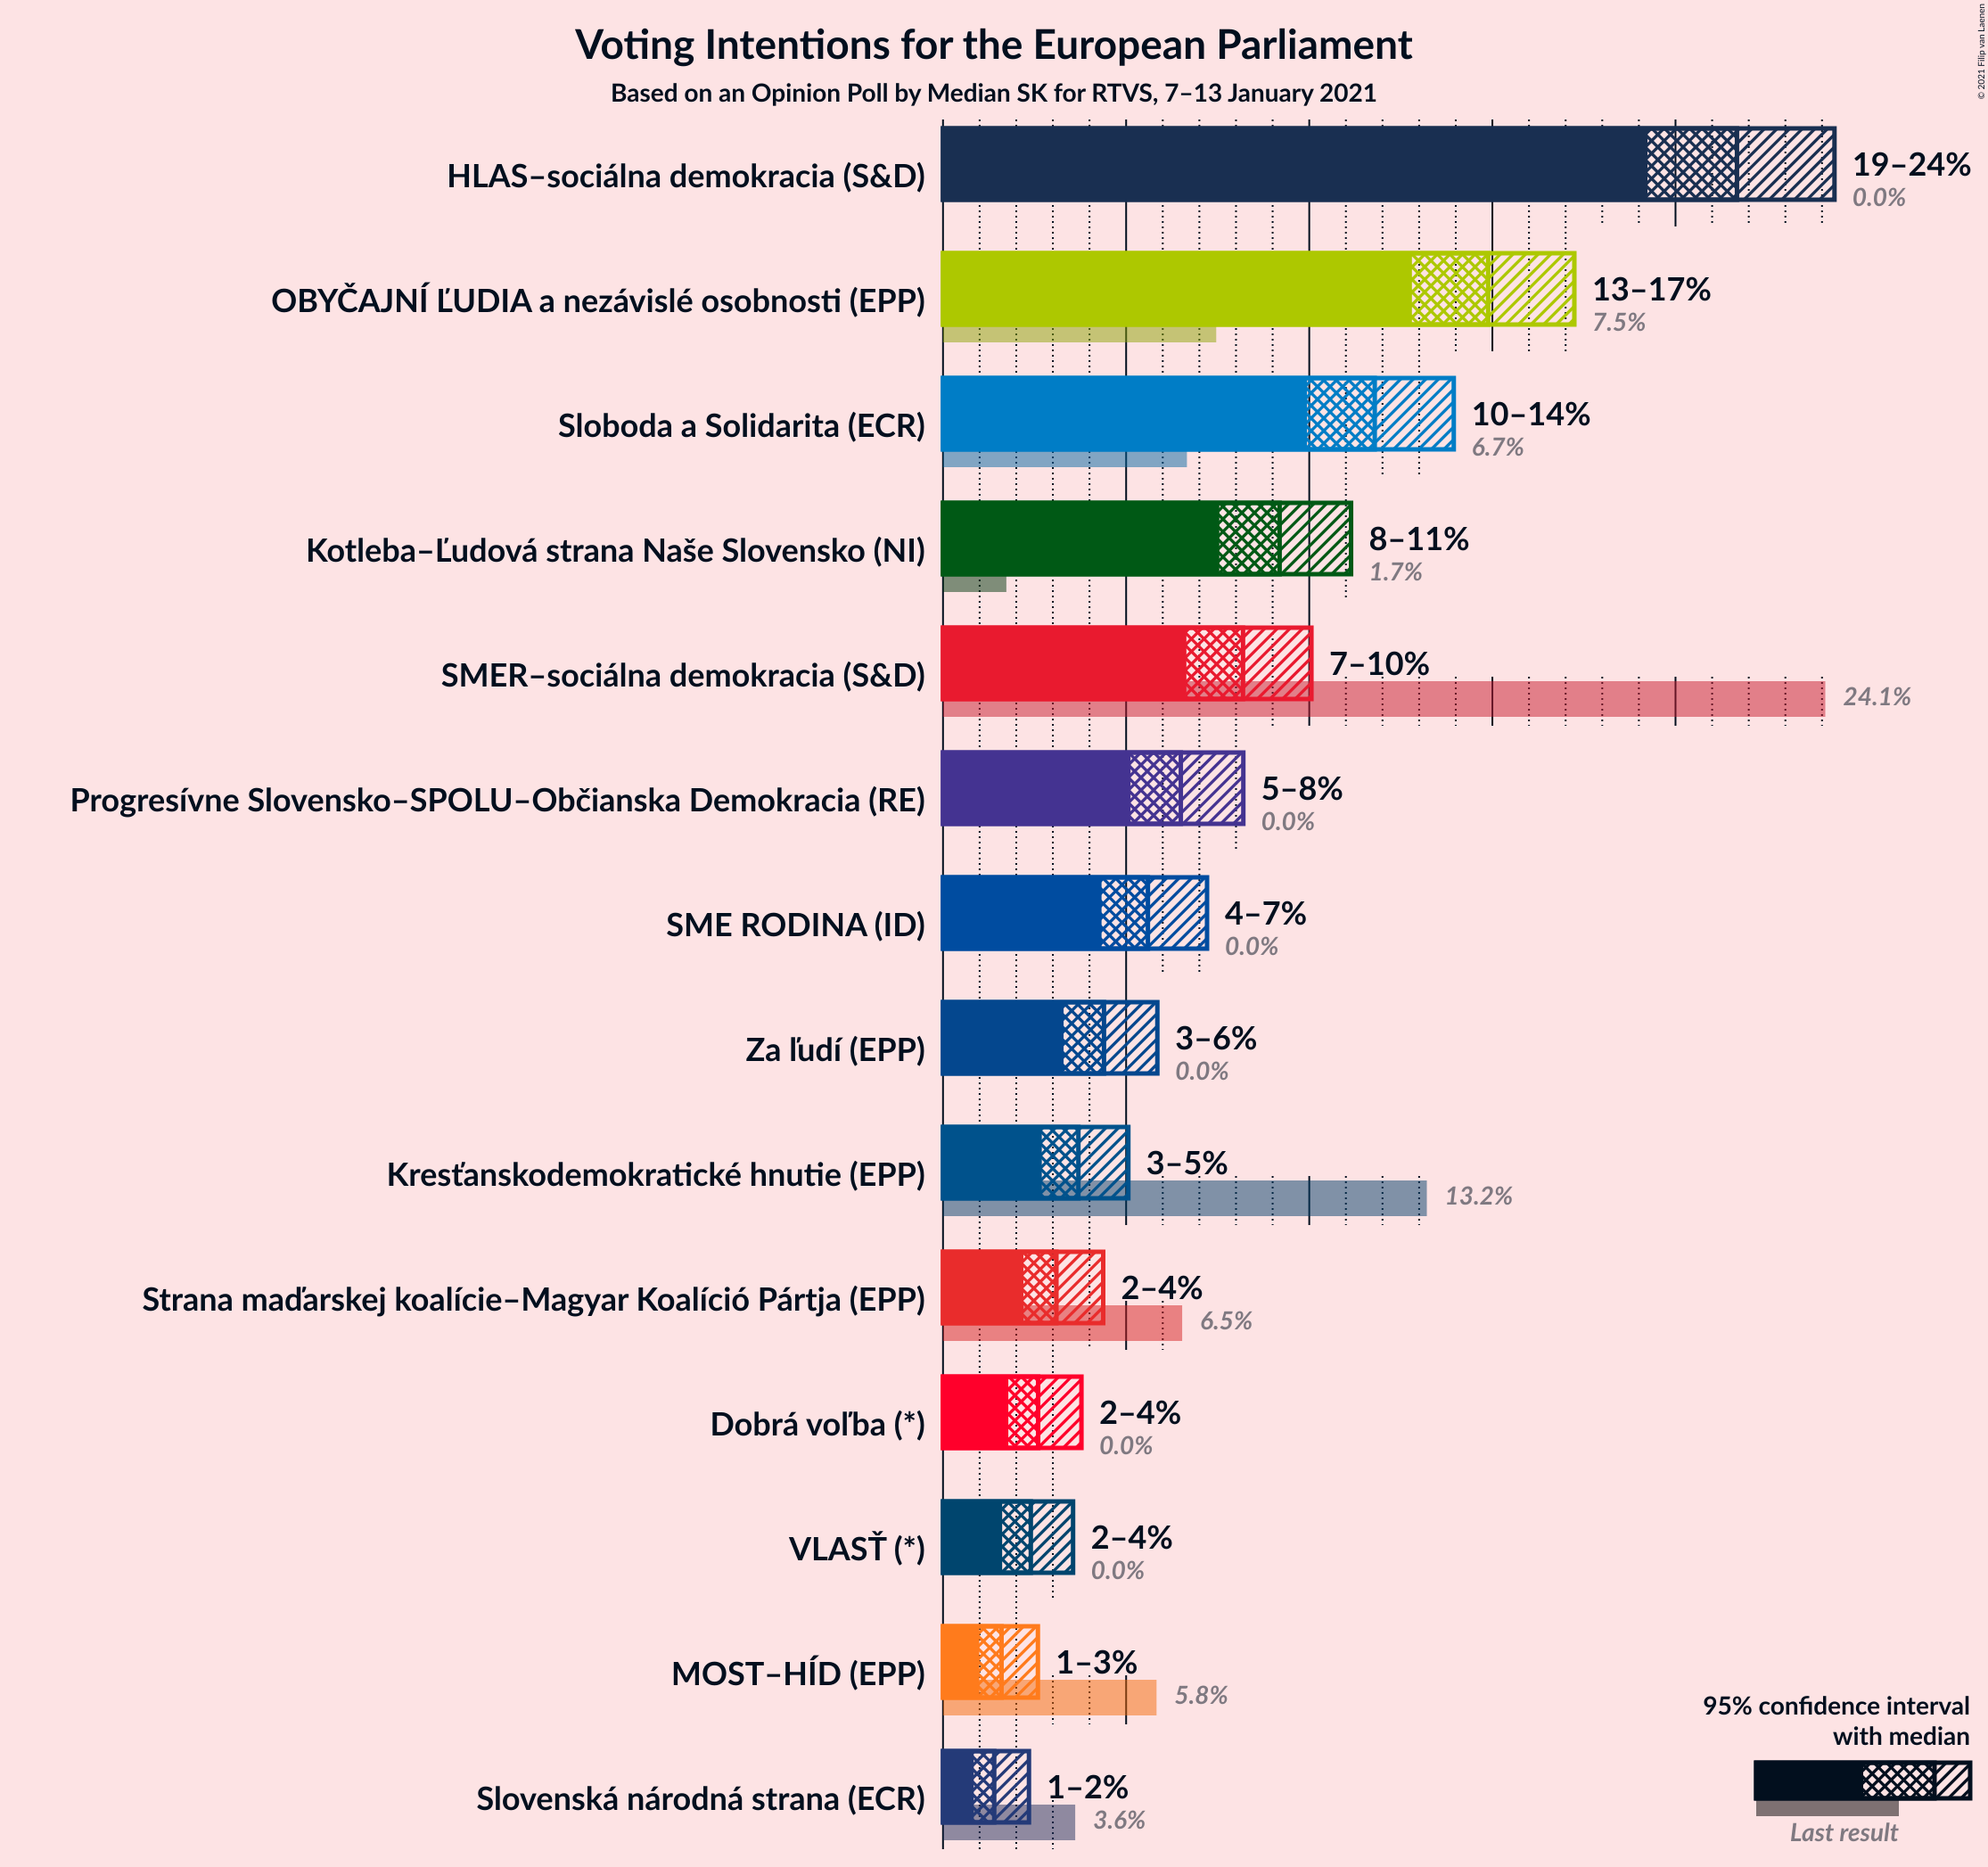 Voting Intentions for the European Parliament
Based on an Opinion Poll by Median SK for RTVS, 7–13 January 2021
© 2021 Filip van Laenen
HLAS–sociálna demokracia (S&D)
19–24%
0.0%
OBYČAJNÍ ĽUDIA a nezávislé osobnosti (EPP)
13–17%
7.5%
Sloboda a Solidarita (ECR)
10–14%
6.7%
Kotleba–Ľudová strana Naše Slovensko (NI)
8–11%
1.7%
SMER–sociálna demokracia (S&D)
7–10%
24.1%
Progresívne Slovensko–SPOLU–Občianska Demokracia (RE)
5–8%
0.0%
SME RODINA (ID)
4–7%
0.0%
Za ľudí (EPP)
3–6%
0.0%
Kresťanskodemokratické hnutie (EPP)
3–5%
13.2%
Strana maďarskej koalície–Magyar Koalíció Pártja (EPP)
2–4%
6.5%
Dobrá voľba (*)
2–4%
0.0%
VLASŤ (*)
2–4%
0.0%
MOST–HÍD (EPP)
1–3%
5.8%
Slovenská národná strana (ECR)
1–2%
3.6%
95% confidence interval
with median
Last result